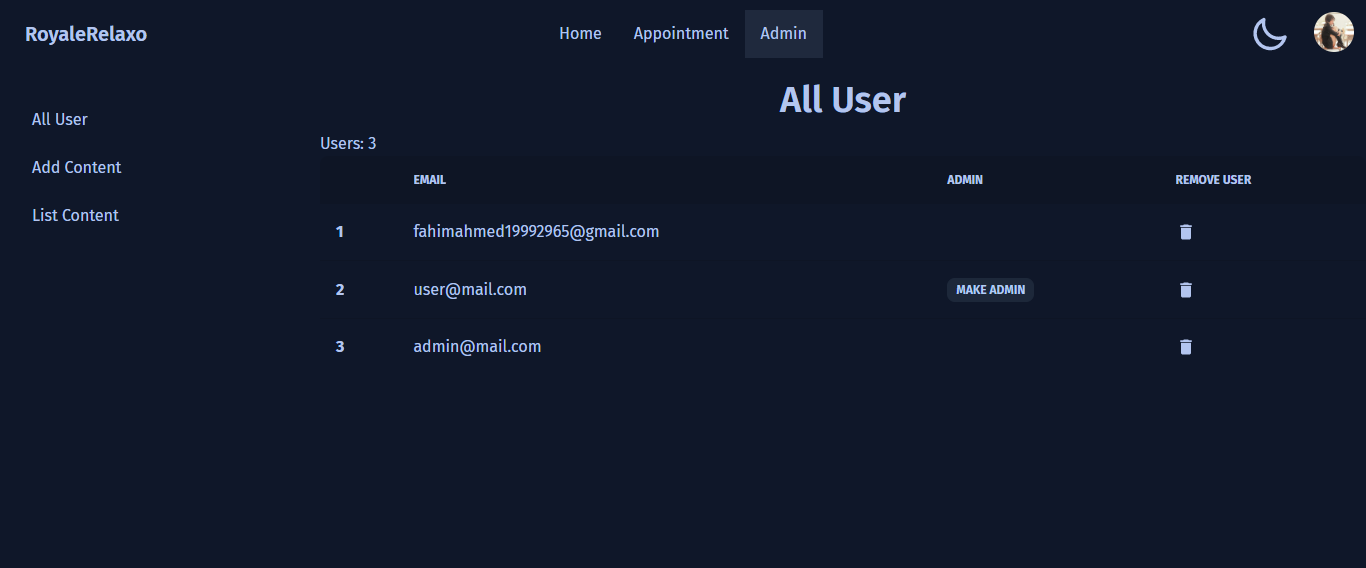 RoyaleRelaxo Home Appointment Admin
All User
Add Content
List Content
All User
Users: 3
EMAIL ADMIN REMOVE USER
1 fahimahmed19992965@gmail.com
2 user@mail.com MAKE ADMIN
3 admin@mail.com